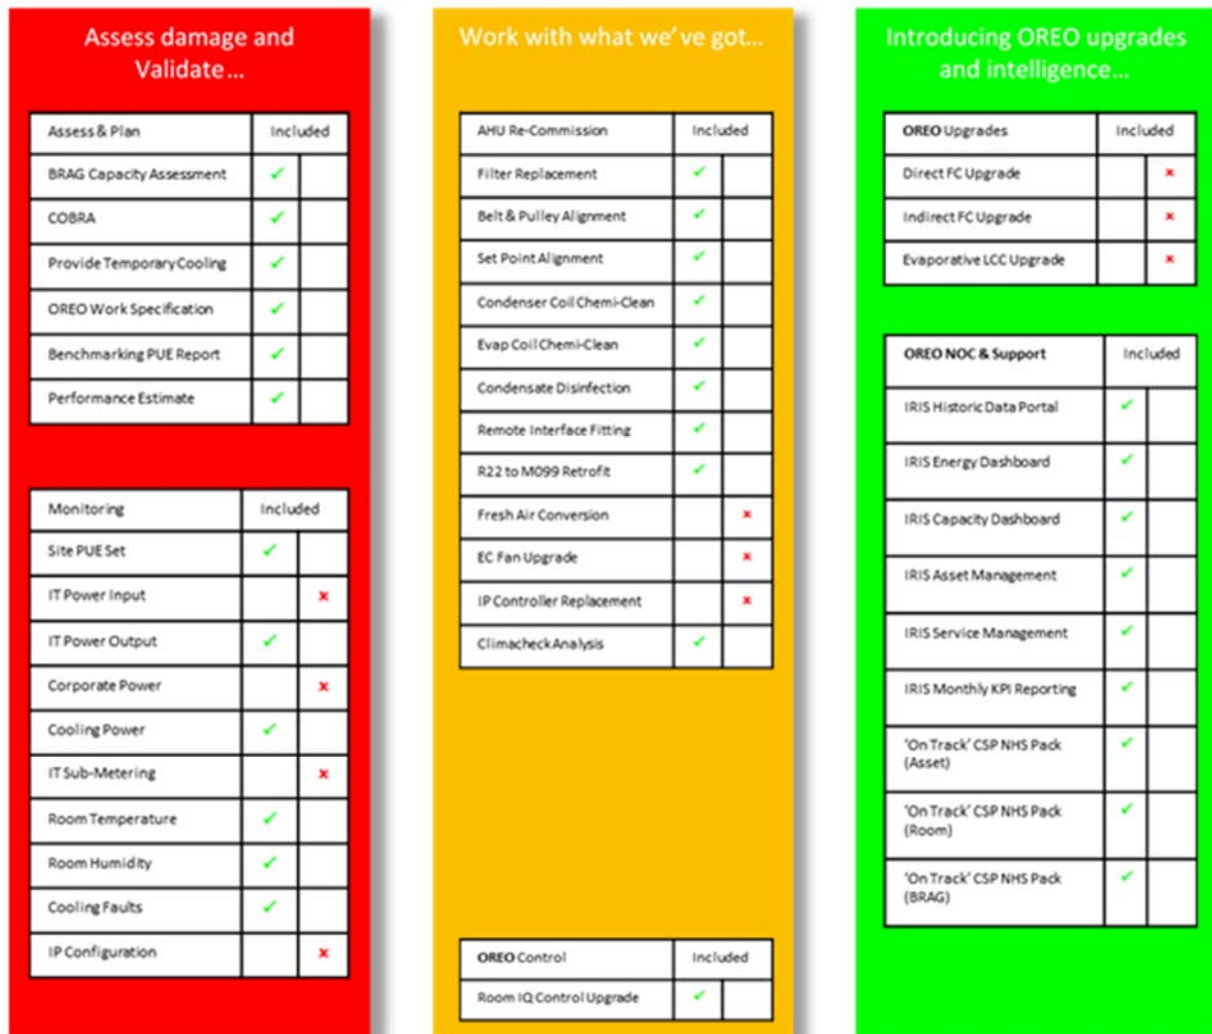 Assess damage and
Validate...
Assess & Plan Included
BRAG Capacity Assessment ✓
COBRA ✓
Provide Temporary Cooling ✓
OREO Work Specification ✓
Benchmarking PUE Report ✓
Performance Estimate ✓
Monitoring Included
Site PUE Set ✓
IT Power Input ×
IT Power Output ✓
Corporate Power ×
Cooling Power ✓
IT Sub-Metering ×
Room Temperature ✓
Room Humidity ✓
Cooling Faults ✓
IP Configuration ×
Work with what we've got...
AHU Re-Commission Included
Filter Replacement ✓
Belt & Pulley Alignment ✓
Set Point Alignment ✓
Condenser Coil Chemi-Clean ✓
Evap Coil Chemi-Clean ✓
Condensate Disinfection ✓
Remote Interface Fitting ✓
R22 to M099 Retrofit ✓
Fresh Air Conversion ×
EC Fan Upgrade ×
IP Controller Replacement ×
Climacheck Analysis ✓
OREO Control Included
Room IQ Control Upgrade ✓
Introducing OREO upgrades
and intelligence...
OREO Upgrades Included
Direct FC Upgrade ×
Indirect FC Upgrade ×
Evaporative LCC Upgrade ×
OREO NOC & Support Included
IRIS Historic Data Portal ✓
IRIS Energy Dashboard ✓
IRIS Capacity Dashboard ✓
IRIS Asset Management ✓
IRIS Service Management ✓
IRIS Monthly KPI Reporting ✓
'On Track' CSP NHS Pack ✓
(Asset)
'On Track' CSP NHS Pack ✓
(Room)
'On Track' CSP NHS Pack ✓
(BRAG)